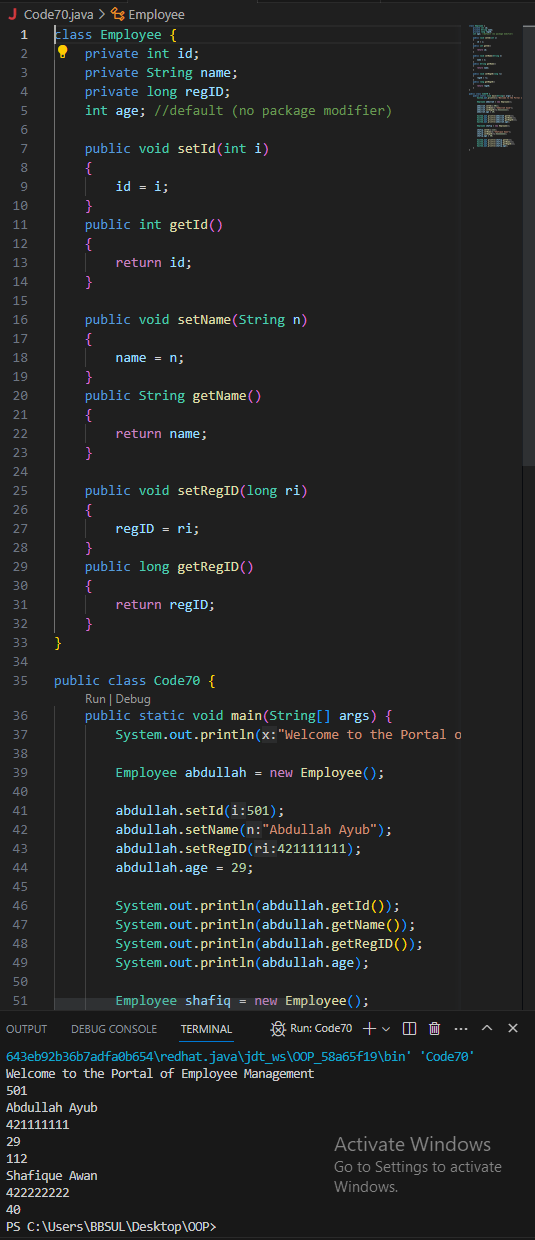 Code70.java > Employee
1 class Employee {
2 private int id;
3 private String name;
4 private long regID;
5 int age; //default (no package modifier)
6
7 public void setId(int i)
8 {
9 id = i;
10 }
11 public int getId()
12 {
13 return id;
14 }
15
16 public void setName(String n)
17 {
18 name = n;
19 }
20 public String getName()
21 {
22 return name;
23 }
24
25 public void setRegID(long ri)
26 {
27 regID = ri;
28 }
29 public long getRegID()
30 {
31 return regID;
32 }
33 }
34
35 public class Code70 {
Run | Debug
36 public static void main(String[] args) {
37 System.out.println(x:"Welcome to the Portal o
38
39 Employee abdullah = new Employee();
40
41 abdullah.setId(i:501);
42 abdullah.setName(n:"Abdullah Ayub");
43 abdullah.setRegID(ri:421111111);
44 abdullah.age = 29;
45
46 System.out.println(abdullah.getId());
47 System.out.println(abdullah.getName());
48 System.out.println(abdullah.getRegID());
49 System.out.println(abdullah.age);
50
51 Employee shafiq = new Employee();
OUTPUT DEBUG CONSOLE TERMINAL Run: Code70
643eb92b36b7adfa0b654\redhat.java\jdt_ws\OOP_58a65f19\bin' 'Code70'
Welcome to the Portal of Employee Management
501
Abdullah Ayub
421111111
29
112
Shafique Awan
422222222
40
PS C:\Users\BBSUL\Desktop\OOP>
Activate Windows
Go to Settings to activate
Windows.